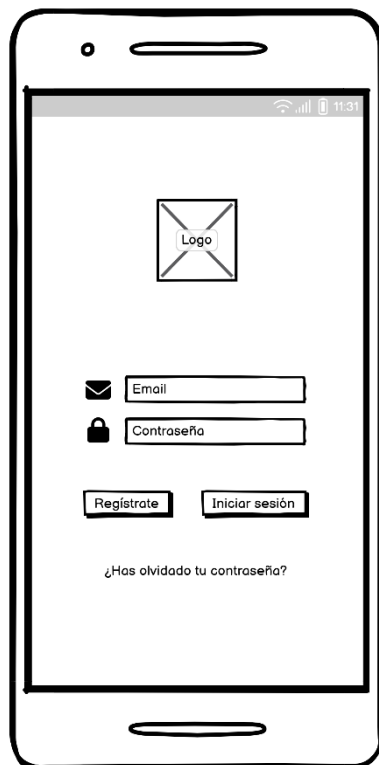 11:31
Logo
Email
Contraseña
Regístrate Iniciar sesión
¿Has olvidado tu contraseña?